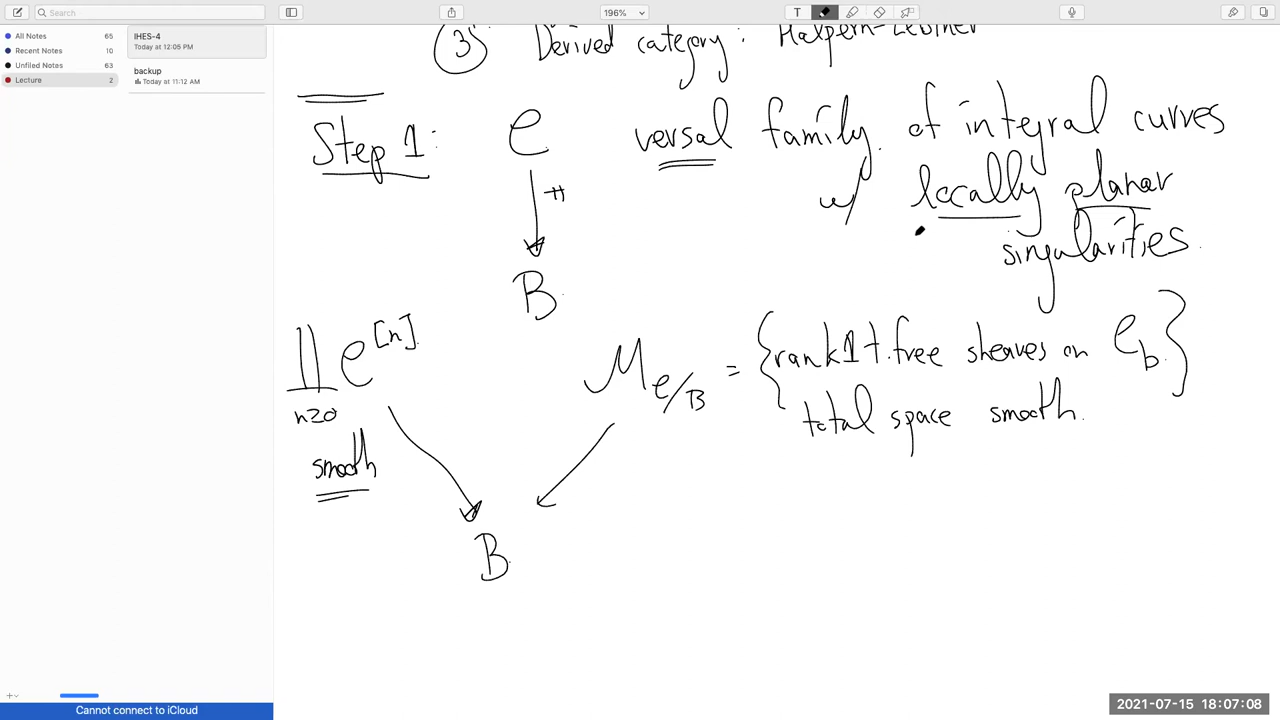 Search
196%
T
All Notes 65
Recent Notes 10
Unfiled Notes 63
Lecture 2
IHES-4
Today at 12:05 PM
backup
Today at 11:12 AM
③ Derived category: Halpern-Leistner
Step 1: C versal family of integral curves
↓ π w/ locally planar
B singularities.
∐ C^[n] M_C/B = { rank 1 t. free sheaves on C_b. }
n≥0 total space smooth.
smooth
B
Cannot connect to iCloud
2021-07-15 18:07:08